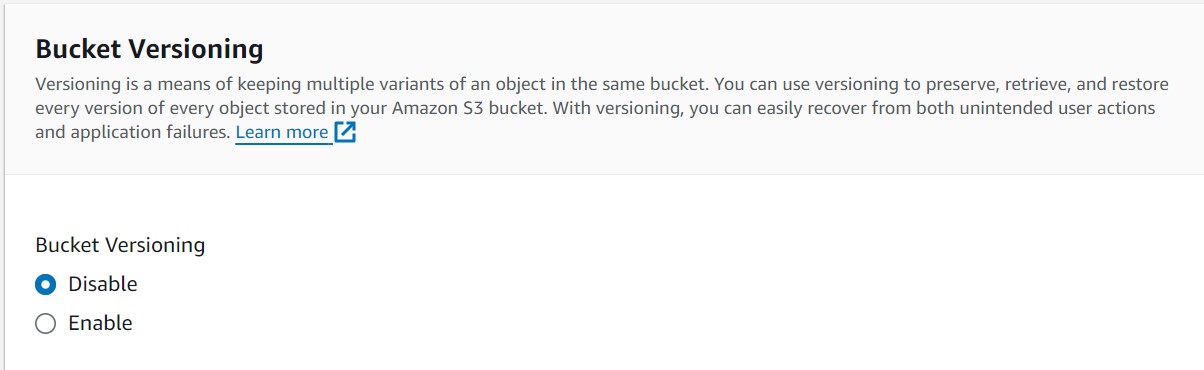 Bucket Versioning
Versioning is a means of keeping multiple variants of an object in the same bucket. You can use versioning to preserve, retrieve, and restore
every version of every object stored in your Amazon S3 bucket. With versioning, you can easily recover from both unintended user actions
and application failures. Learn more
Bucket Versioning
Disable
Enable